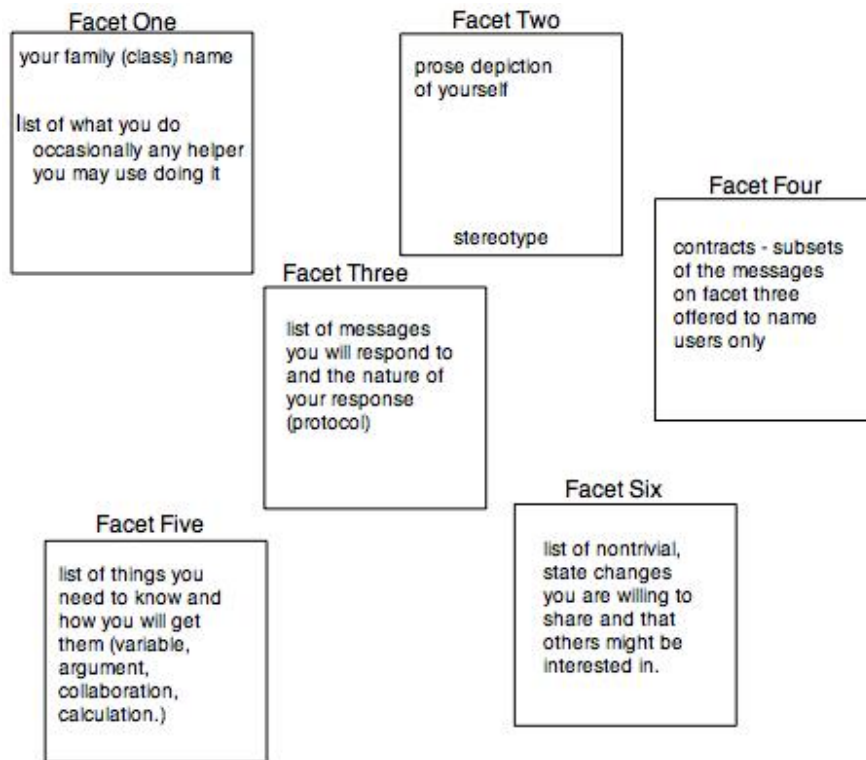 Facet One
your family (class) name
list of what you do
occasionally any helper
you may use doing it
Facet Two
prose depiction
of yourself
stereotype
Facet Three
list of messages
you will respond to
and the nature of
your response
(protocol)
Facet Four
contracts - subsets
of the messages
on facet three
offered to name
users only
Facet Five
list of things you
need to know and
how you will get
them (variable,
argument,
collaboration,
calculation.)
Facet Six
list of nontrivial,
state changes
you are willing to
share and that
others might be
interested in.